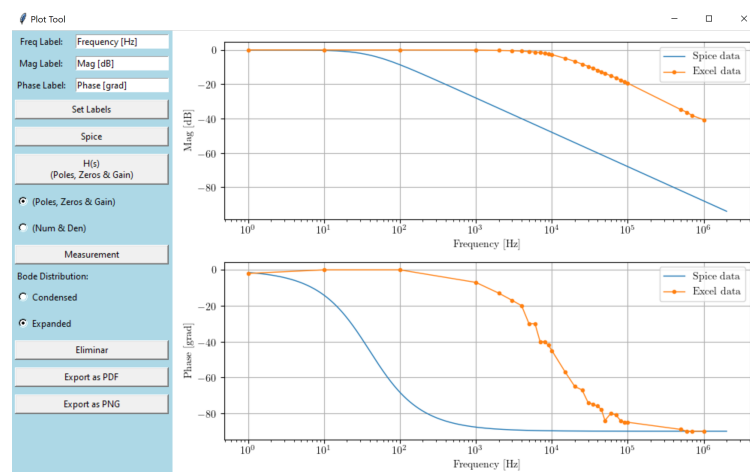 Plot Tool
Freq Label: Frequency [Hz]
Mag Label: Mag [dB]
Phase Label: Phase [grad]
Set Labels
Spice
H(s)
(Poles, Zeros & Gain)
(Poles, Zeros & Gain)
(Num & Den)
Measurement
Bode Distribution:
Condensed
Expanded
Eliminar
Export as PDF
Export as PNG
Mag [dB]
0
−20
−40
−60
−80
Spice data
Excel data
10⁰ 10¹ 10² 10³ 10⁴ 10⁵ 10⁶
Frequency [Hz]
Phase [grad]
0
−20
−40
−60
−80
Spice data
Excel data
10⁰ 10¹ 10² 10³ 10⁴ 10⁵ 10⁶
Frequency [Hz]